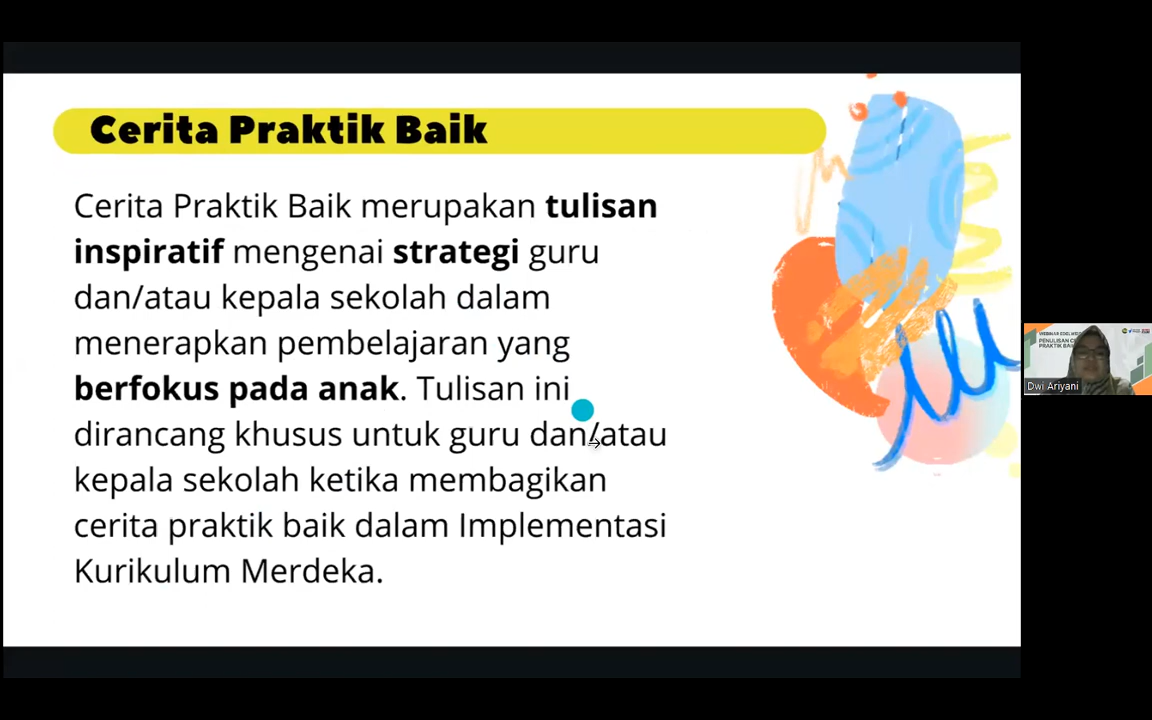 Cerita Praktik Baik
Cerita Praktik Baik merupakan tulisan
inspiratif mengenai strategi guru
dan/atau kepala sekolah dalam
menerapkan pembelajaran yang
berfokus pada anak. Tulisan ini
dirancang khusus untuk guru dan/atau
kepala sekolah ketika membagikan
cerita praktik baik dalam Implementasi
Kurikulum Merdeka.
PENULISAN
PRAKTIK
Dwi Ariyani